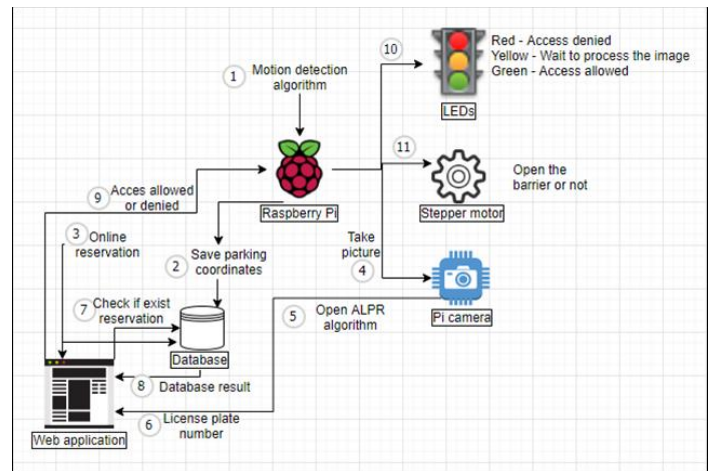 10
Red - Access denied
Yellow - Wait to process the image
Green - Access allowed
LEDs
1
Motion detection
algorithm
11
Open the
barrier or not
Stepper motor
Raspberry Pi
9
Acces allowed
or denied
3
Online
reservation
2
Save parking
coordinates
Take
picture
4
Pi camera
5
Open ALPR
algorithm
7
Check if exist
reservation
Database
8
Database result
6
License plate
number
Web application